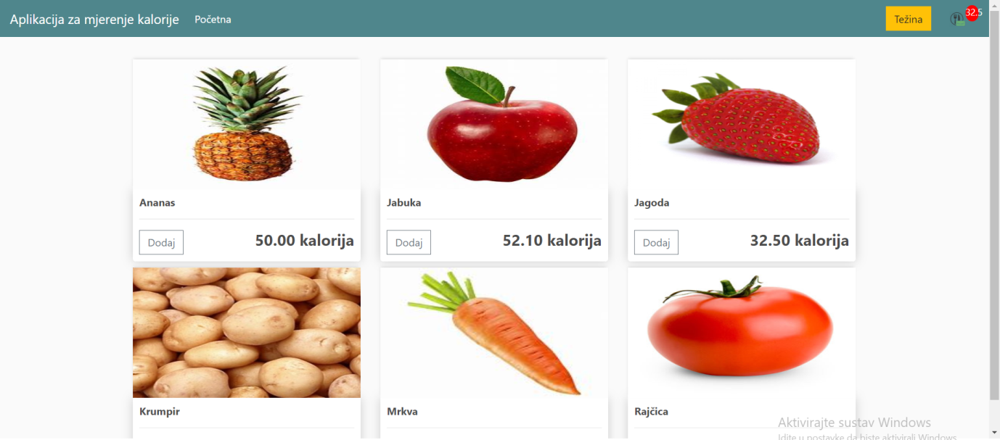 Aplikacija za mjerenje kalorije Početna Težina 32.5
Ananas
Dodaj 50.00 kalorija
Jabuka
Dodaj 52.10 kalorija
Jagoda
Dodaj 32.50 kalorija
Krumpir
Mrkva
Rajčica
Aktivirajte sustav Windows
Idite u postavke da biste aktivirali Windows.